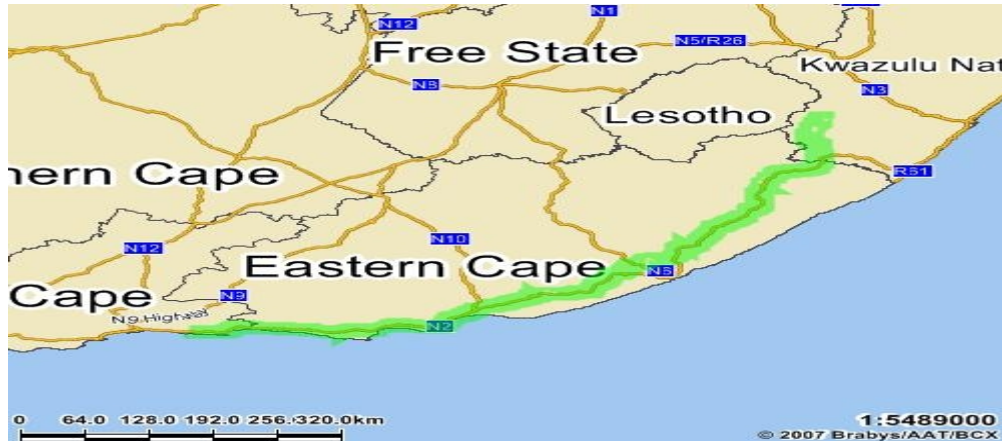 N12
N1
Free State
N5/R26
Kwazulu Nat
N8
N3
Lesotho
R61
hern Cape
N12
N10
Eastern Cape
N6
Cape
N9
N9 Highway
N2
0 64.0 128.0 192.0 256.0 320.0km
1:5489000
© 2007 Brabys/AAT/BCX